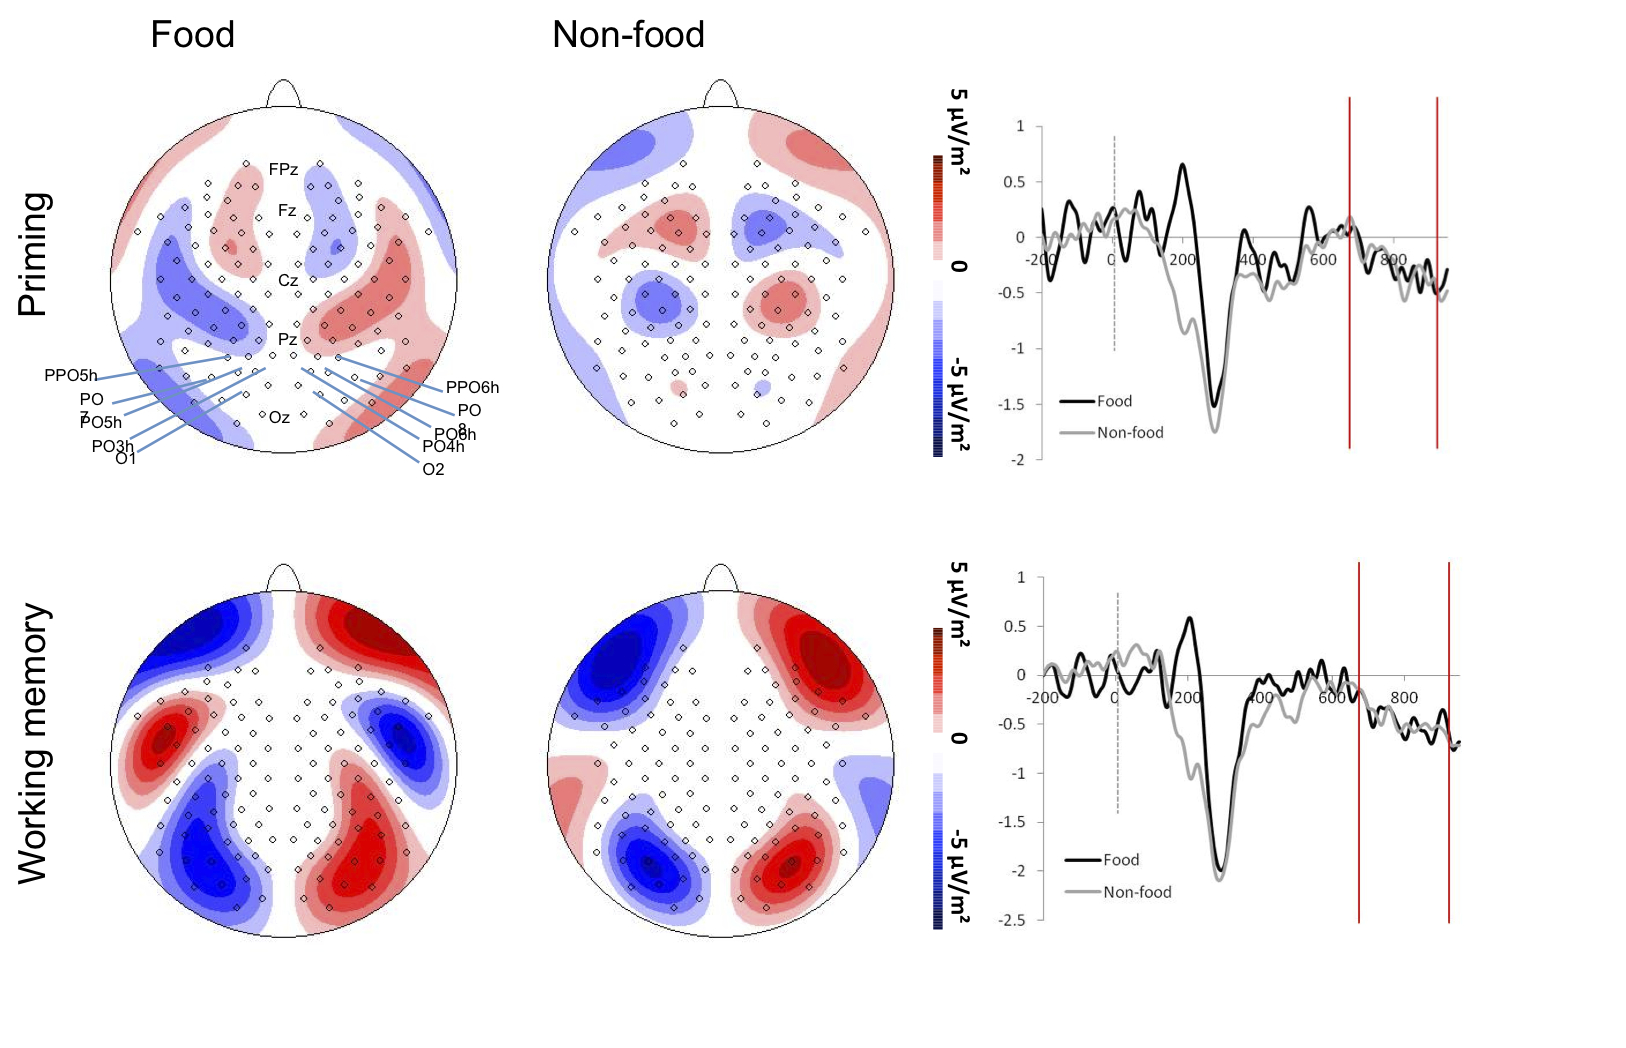 Food
Non-food
Priming
FPz
Fz
Cz
Pz
Oz
PPO5h
PO
7
PO5h
PO3h
O1
PPO6h
PO
8
PO6h
PO4h
O2
5 µV/m²
0
-5 µV/m²
1
0.5
0
-0.5
-1
-1.5
-2
-200 0 200 400 600 800
Food
Non-food
Working memory
5 µV/m²
0
-5 µV/m²
1
0.5
0
-0.5
-1
-1.5
-2
-2.5
-200 0 200 400 600 800
Food
Non-food